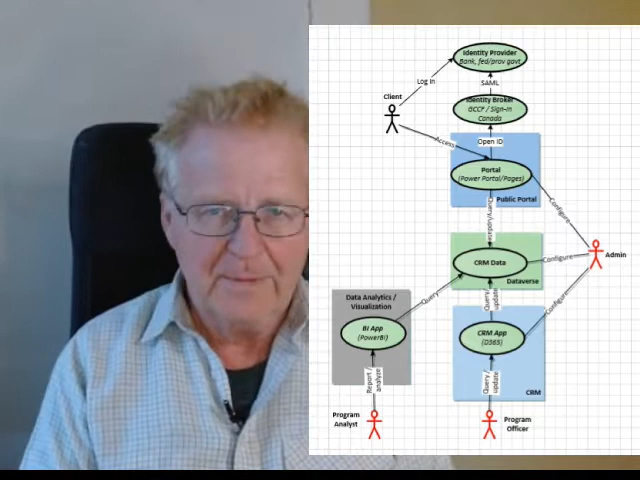 Identity Provider
Bank, fed/prov govt
Log In
SAML
Client
Identity Broker
GCCF / Sign-in
Canada
Access
Open ID
Portal
(Power Portal/Pages)
Public Portal
Configure
Query/update
Admin
CRM Data
Configure
Dataverse
Configure
Data Analytics /
Visualization
Query
Query/
update
BI App
(PowerBI)
CRM App
(D365)
Report /
analyze
Query/
update
CRM
Program
Analyst
Program
Officer